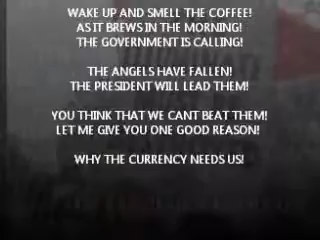 WAKE UP AND SMELL THE COFFEE!
AS IT BREWS IN THE MORNING!
THE GOVERNMENT IS CALLING!
THE ANGELS HAVE FALLEN!
THE PRESIDENT WILL LEAD THEM!
YOU THINK THAT WE CANT BEAT THEM!
LET ME GIVE YOU ONE GOOD REASON!
WHY THE CURRENCY NEEDS US!